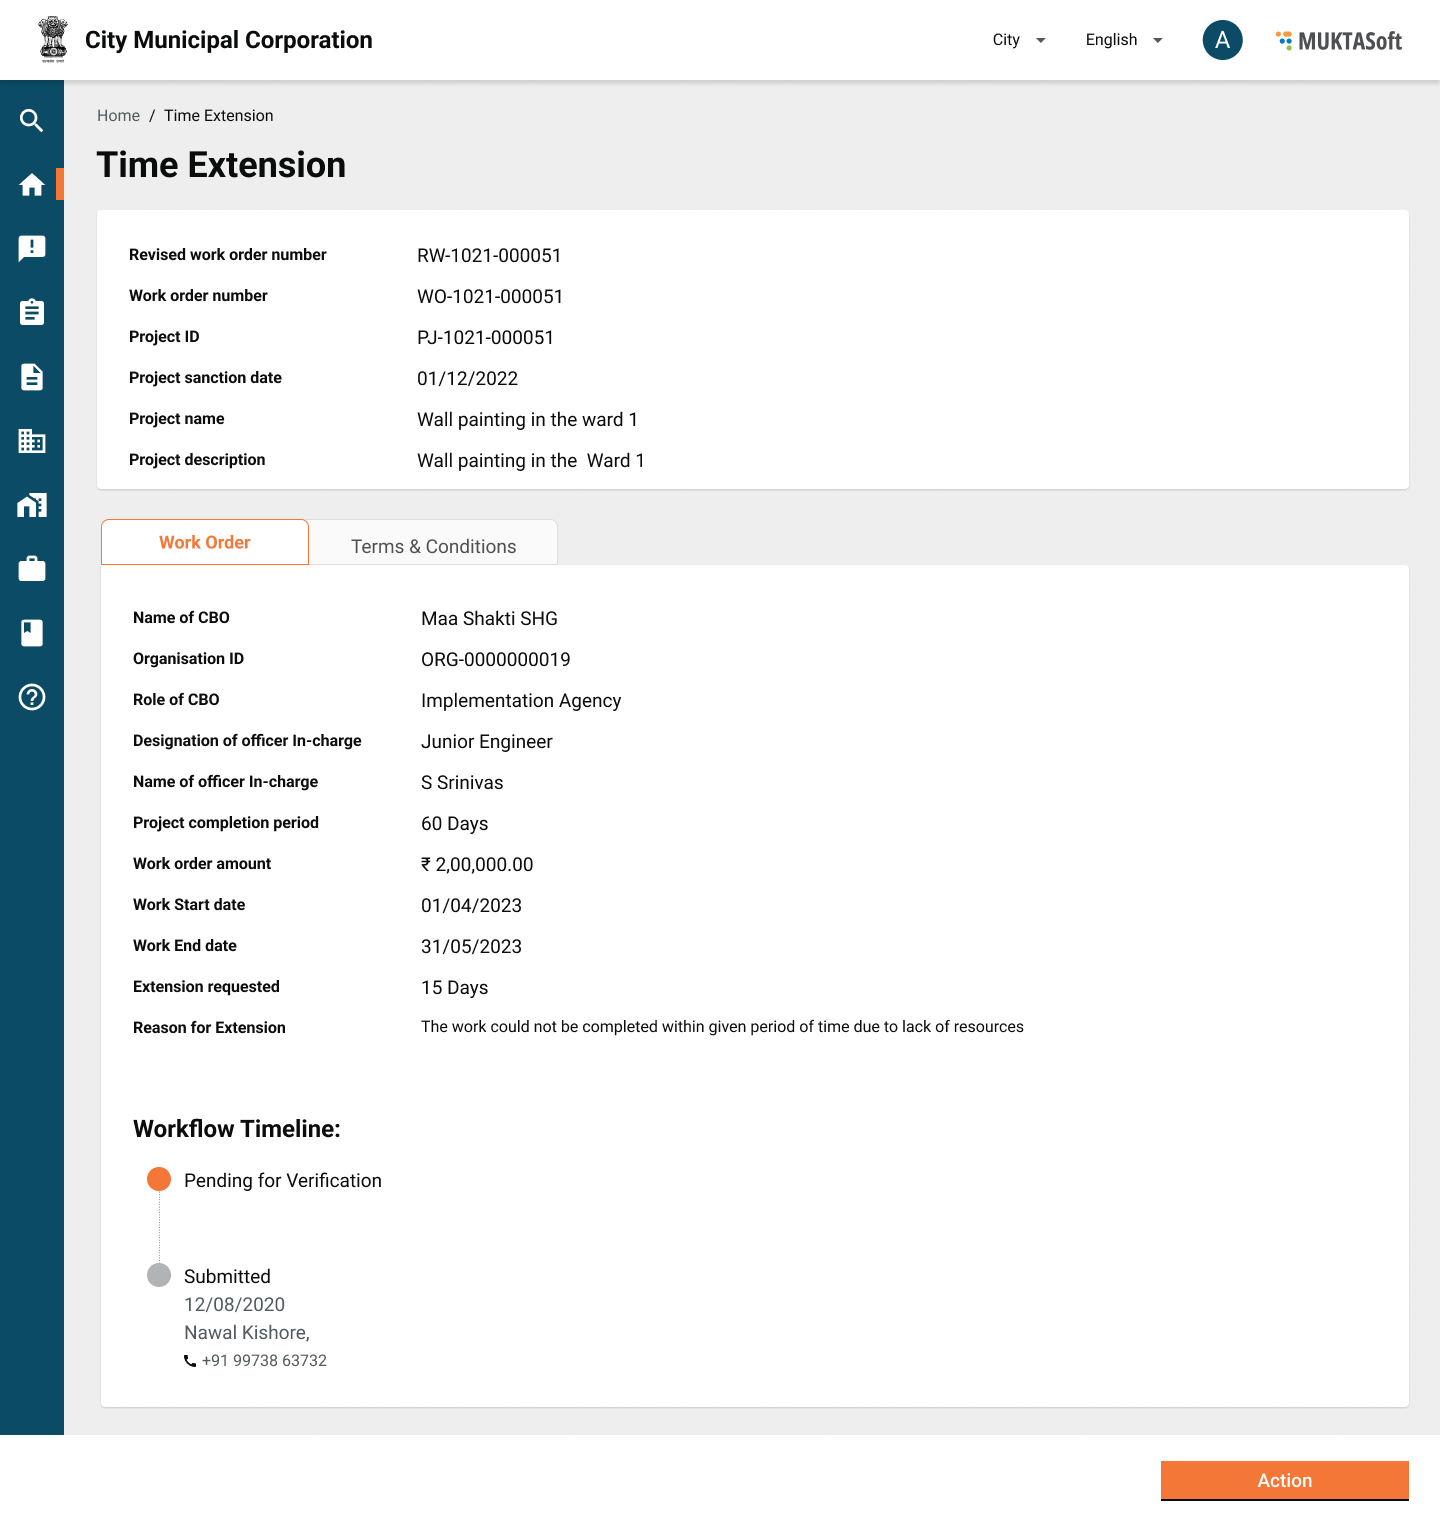 City Municipal Corporation
City
English
A
MUKTASoft
Home / Time Extension
Time Extension
Revised work order number RW-1021-000051
Work order number WO-1021-000051
Project ID PJ-1021-000051
Project sanction date 01/12/2022
Project name Wall painting in the ward 1
Project description Wall painting in the  Ward 1
Work Order
Terms & Conditions
Name of CBO Maa Shakti SHG
Organisation ID ORG-0000000019
Role of CBO Implementation Agency
Designation of officer In-charge Junior Engineer
Name of officer In-charge S Srinivas
Project completion period 60 Days
Work order amount ₹ 2,00,000.00
Work Start date 01/04/2023
Work End date 31/05/2023
Extension requested 15 Days
Reason for Extension The work could not be completed within given period of time due to lack of resources
Workflow Timeline:
Pending for Verification
Submitted
12/08/2020
Nawal Kishore,
+91 99738 63732
Action